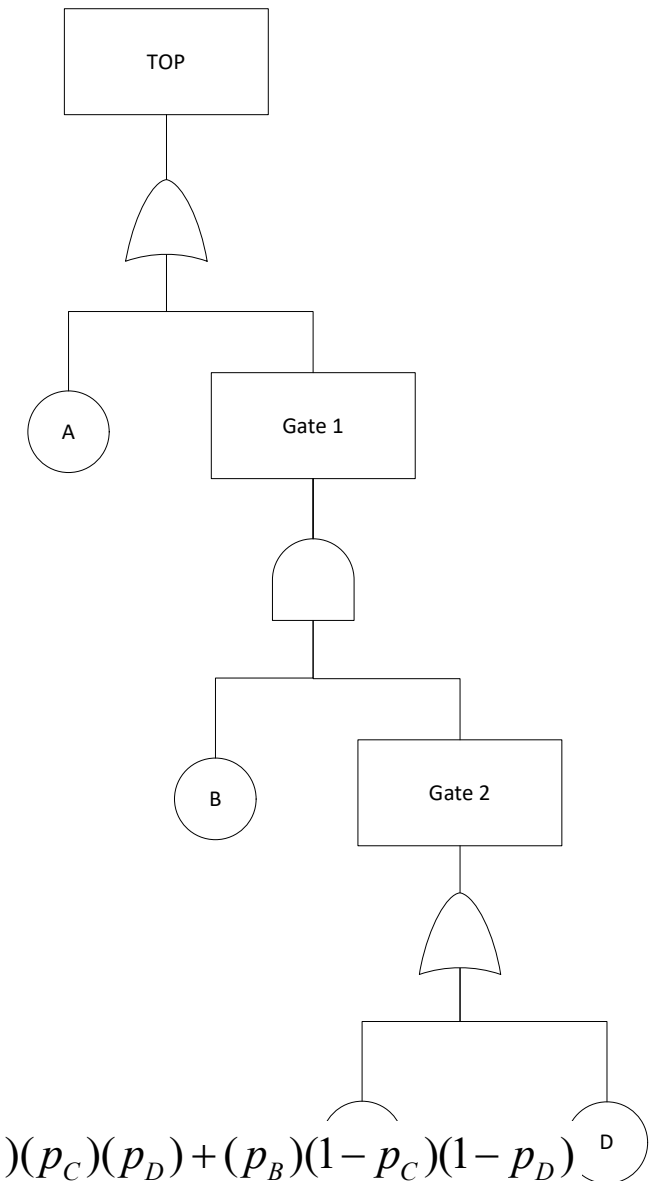 TOP
A
Gate 1
B
Gate 2
)(p_C)(p_D) + (p_B)(1 − p_C)(1 − p_D)
D